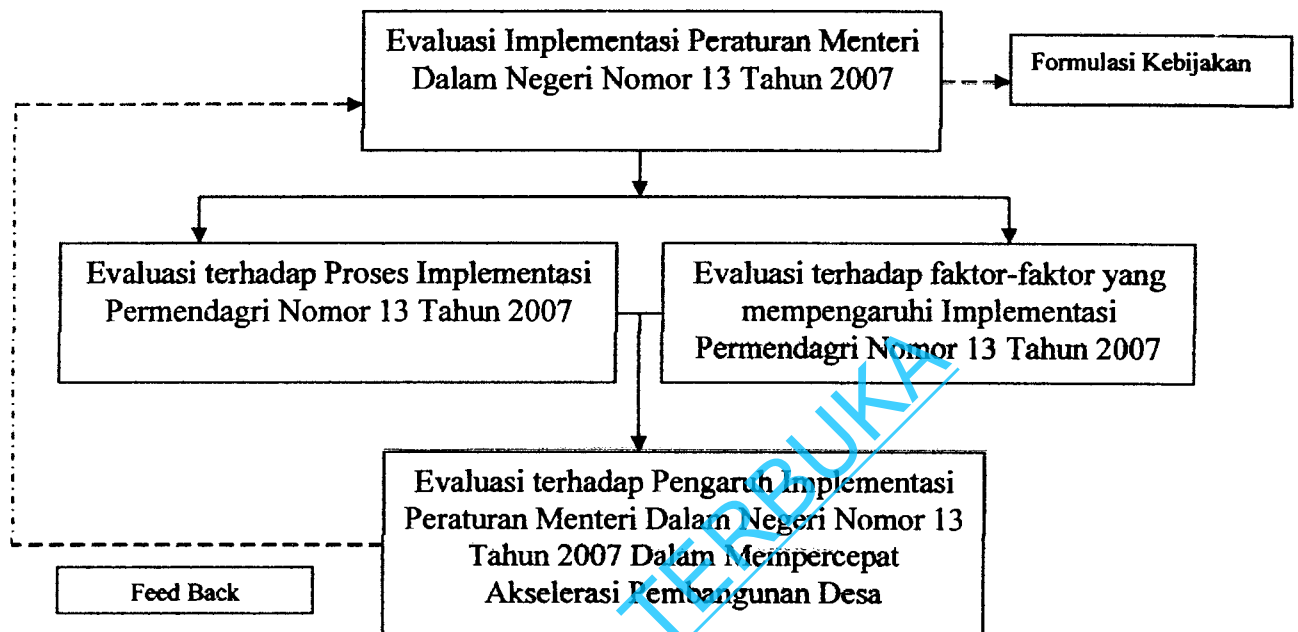 Evaluasi Implementasi Peraturan Menteri
Dalam Negeri Nomor 13 Tahun 2007
Formulasi Kebijakan
Evaluasi terhadap Proses Implementasi
Permendagri Nomor 13 Tahun 2007
Evaluasi terhadap faktor-faktor yang
mempengaruhi Implementasi
Permendagri Nomor 13 Tahun 2007
Evaluasi terhadap Pengaruh Implementasi
Peraturan Menteri Dalam Negeri Nomor 13
Tahun 2007 Dalam Mempercepat
Akselerasi Pembangunan Desa
Feed Back
TERBUKA